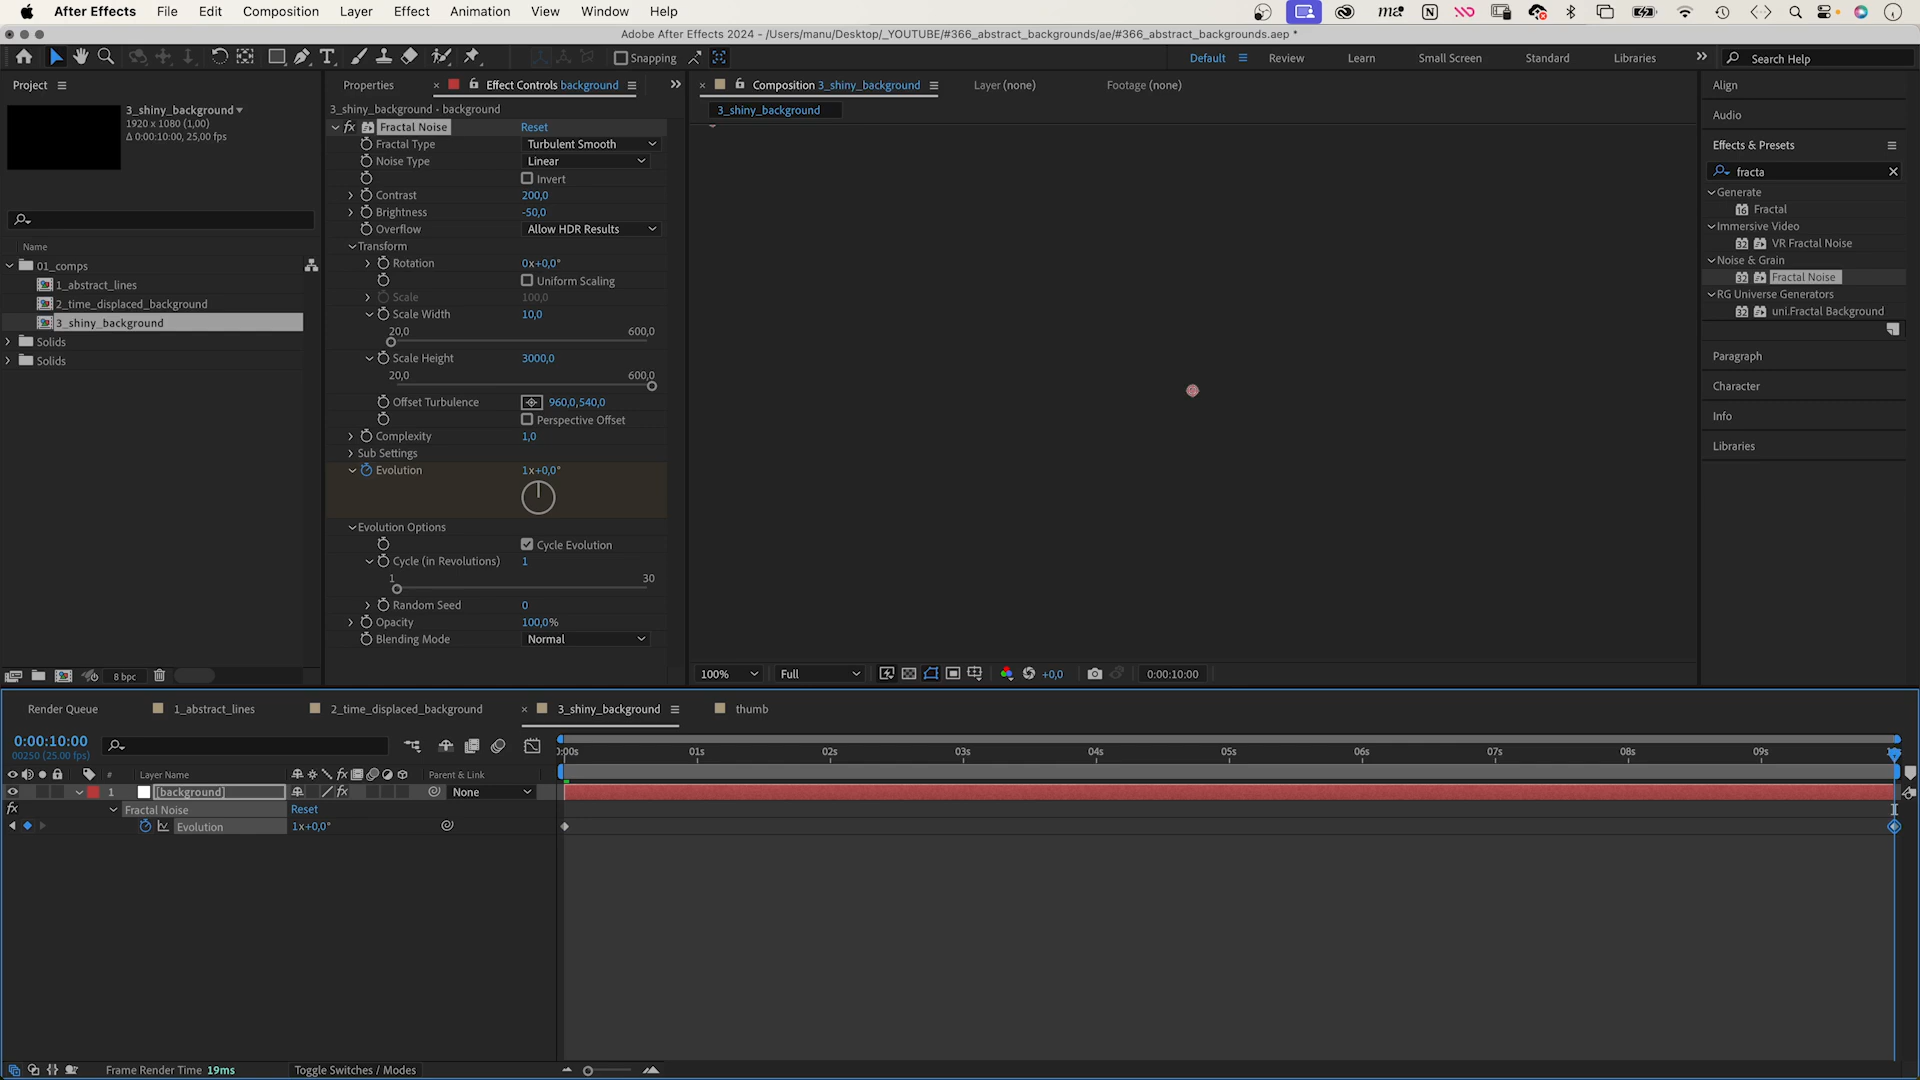 After Effects File Edit Composition Layer Effect Animation View Window Help
Adobe After Effects 2024 - /Users/manu/Desktop/_YOUTUBE/#366_abstract_backgrounds/ae/#366_abstract_backgrounds.aep *
Snapping Default Learn Small Screen Standard Libraries Review Search Help
Project
3_shiny_background
1920 x 1080 (1,00)
Δ 0:00:10:00, 25,00 fps
Name
01_comps
1_abstract_lines
2_time_displaced_background
3_shiny_background
Solids
Solids
8 bpc
Properties Effect Controls background
3_shiny_background - background
fx Fractal Noise Reset
Fractal Type Turbulent Smooth
Noise Type Linear
Invert
Contrast 200,0
Brightness -50,0
Overflow Allow HDR Results
Transform
Rotation 0x+0,0°
Uniform Scaling
Scale 100,0
Scale Width 10,0
20,0 600,0
Scale Height 3000,0
20,0 600,0
Offset Turbulence 960,0,540,0
Perspective Offset
Complexity 1,0
Sub Settings
Evolution 1x+0,0°
Evolution Options
Cycle Evolution
Cycle (in Revolutions) 1
1 30
Random Seed 0
Opacity 100,0%
Blending Mode Normal
Composition 3_shiny_background Layer (none) Footage (none)
3_shiny_background
100% Full +0,0 0:00:10:00
Align
Audio
Effects & Presets
fracta
Generate
16 Fractal
Immersive Video
32 VR Fractal Noise
Noise & Grain
32 Fractal Noise
RG Universe Generators
32 uni.Fractal Background
Paragraph
Character
Info
Libraries
Render Queue 1_abstract_lines 2_time_displaced_background 3_shiny_background thumb
0:00:10:00
00250 (25.00 fps)
0:00s 01s 02s 03s 04s 05s 06s 07s 08s 09s
# Layer Name fx Parent & Link
1 [background] fx None
fx Fractal Noise Reset
Evolution 1x+0,0°
Frame Render Time 19ms Toggle Switches / Modes